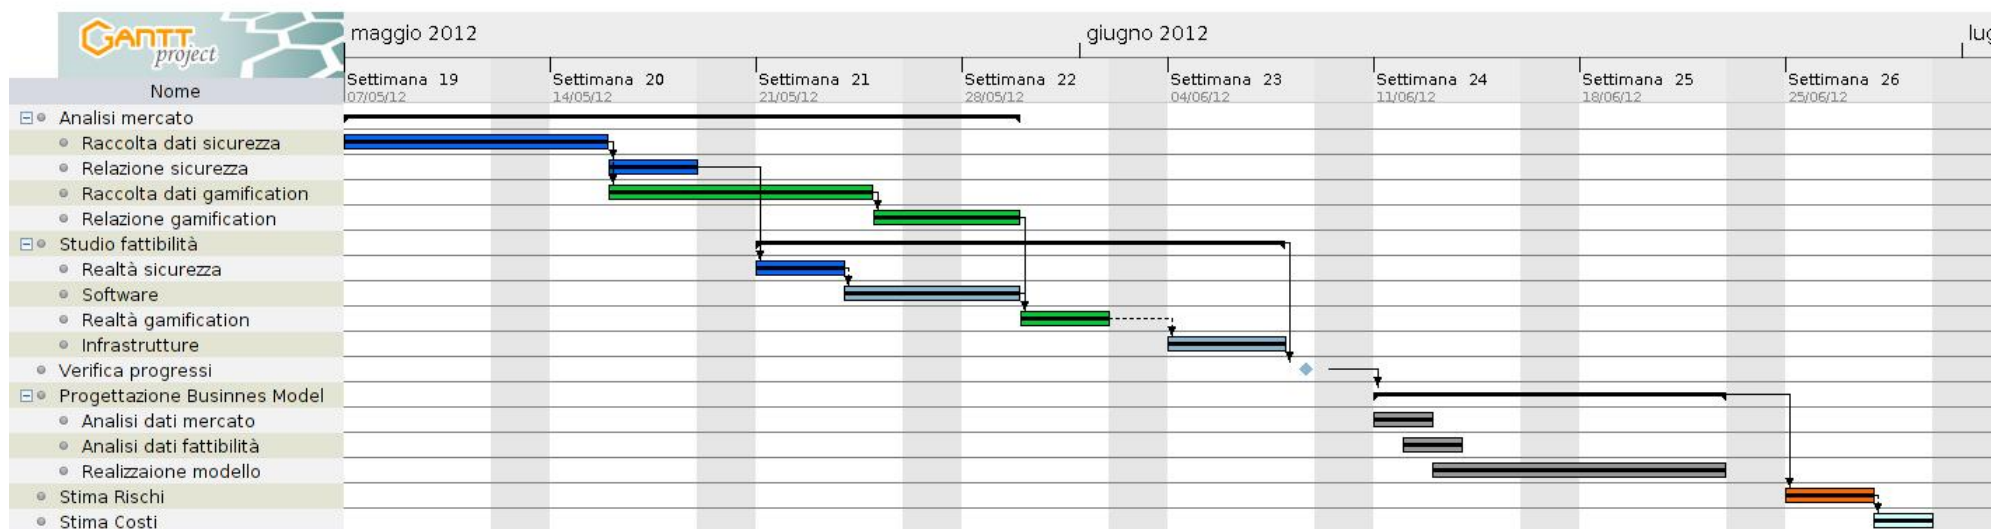 GANTT
project
maggio 2012
giugno 2012
lug
Settimana 19
Settimana 20
Settimana 21
Settimana 22
Settimana 23
Settimana 24
Settimana 25
Settimana 26
Nome
07/05/12
14/05/12
21/05/12
28/05/12
04/06/12
11/06/12
18/06/12
25/06/12
Analisi mercato
Raccolta dati sicurezza
Relazione sicurezza
Raccolta dati gamification
Relazione gamification
Studio fattibilità
Realtà sicurezza
Software
Realtà gamification
Infrastrutture
Verifica progressi
Progettazione Businnes Model
Analisi dati mercato
Analisi dati fattibilità
Realizzaione modello
Stima Rischi
Stima Costi